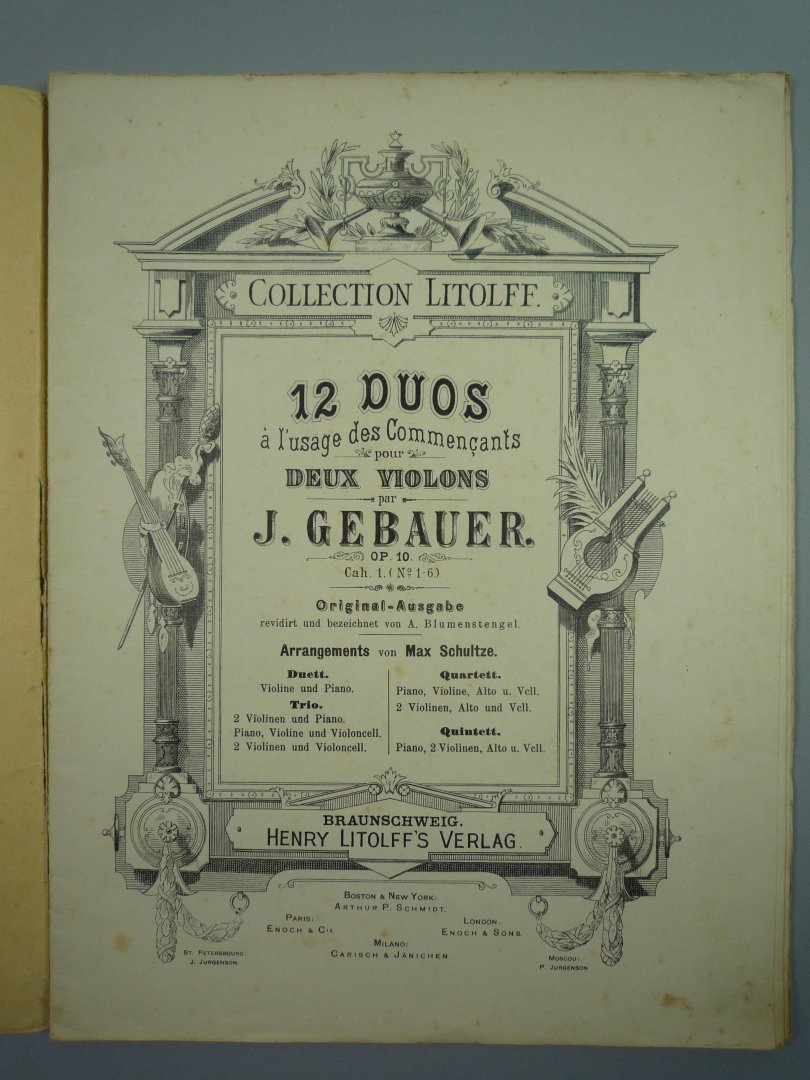 COLLECTION LITOLFF.
12 DUOS
à l'usage des Commençants
pour
DEUX VIOLONS
par
J. GEBAUER.
OP. 10.
Cah. 1. (No. 1-6.)
Original-Ausgabe
revidirt und bezeichnet von A. Blumenstengel.
Arrangements von Max Schultze.
Duett.
Violine und Piano.
Trio.
2 Violinen und Piano.
Piano, Violine und Violoncell.
2 Violinen und Violoncell.
Quartett.
Piano, Violine, Alto u. Vcll.
2 Violinen, Alto und Vcll.
Quintett.
Piano, 2 Violinen, Alto u. Vcll.
BRAUNSCHWEIG.
HENRY LITOLFF'S VERLAG.
BOSTON & NEW YORK:
ARTHUR P. SCHMIDT.
PARIS:
ENOCH & CIE.
LONDON:
ENOCH & SONS.
MILANO:
CARISCH & JÄNICHEN.
ST. PETERSBOURG:
J. JURGENSON.
MOSCOU:
P. JURGENSON.